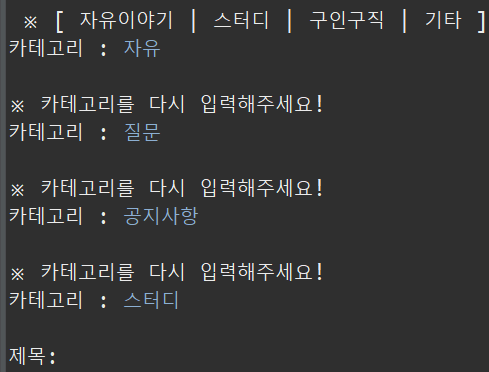 ※ [ 자유이야기 | 스터디 | 구인구직 | 기타 ]
카테고리 : 자유
※ 카테고리를 다시 입력해주세요!
카테고리 : 질문
※ 카테고리를 다시 입력해주세요!
카테고리 : 공지사항
※ 카테고리를 다시 입력해주세요!
카테고리 : 스터디
제목: